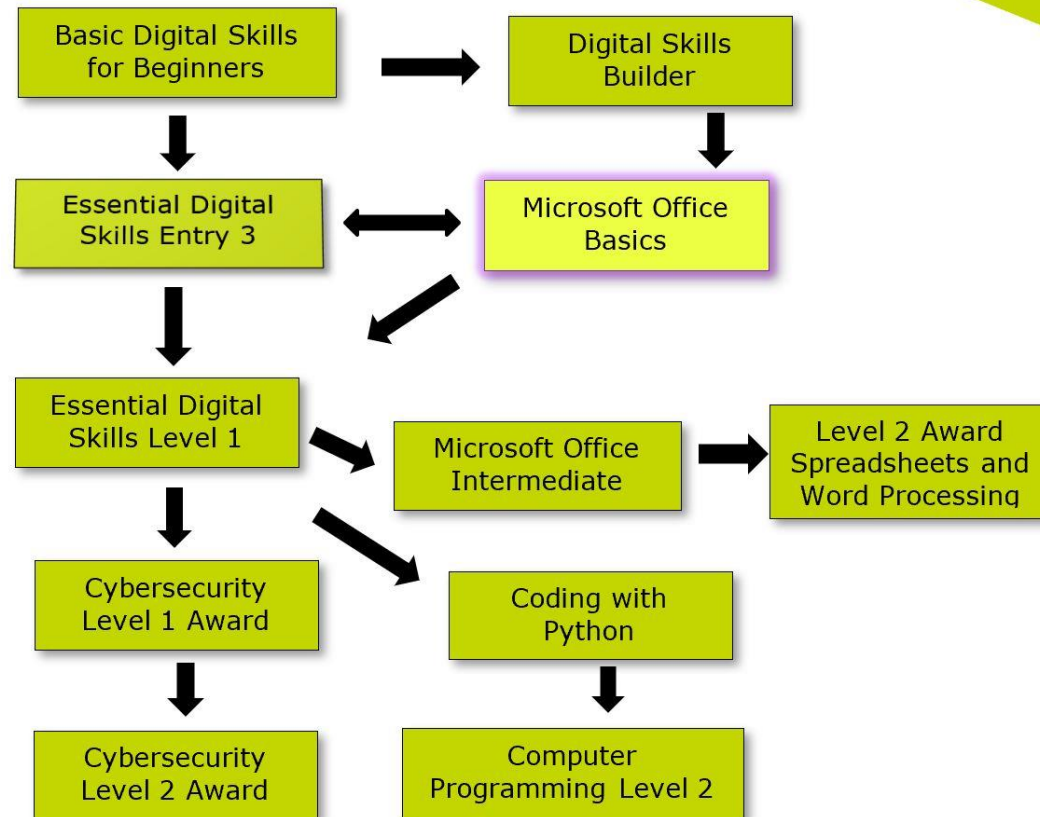 Basic Digital Skills
for Beginners
Digital Skills
Builder
Essential Digital
Skills Entry 3
Microsoft Office
Basics
Essential Digital
Skills Level 1
Microsoft Office
Intermediate
Level 2 Award
Spreadsheets and
Word Processing
Cybersecurity
Level 1 Award
Coding with
Python
Cybersecurity
Level 2 Award
Computer
Programming Level 2